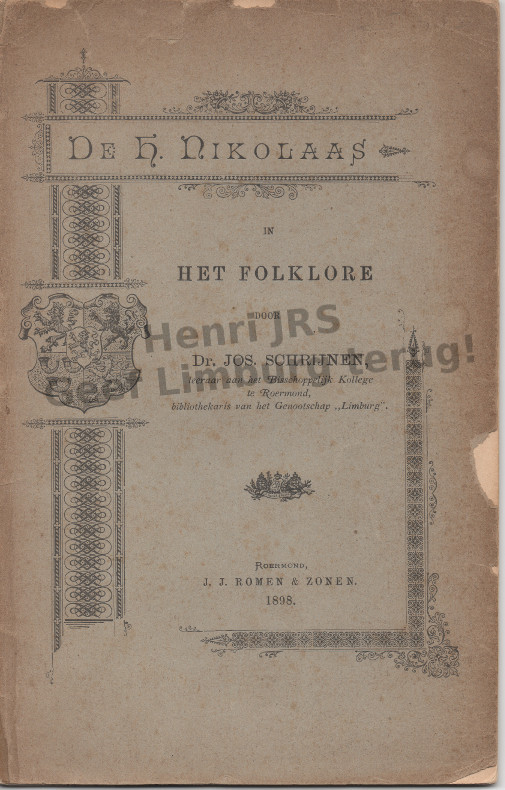 DE H. NIKOLAAS
IN
HET FOLKLORE
DOOR
Henri JRS
Dr. JOS. SCHRIJNEN,
Geef Limburg terug!
leeraar aan het Bisschoppelijk Kollege
te Roermond,
bibliothekaris van het Genootschap „Limburg".
ROERMOND,
J. J. ROMEN & ZONEN.
1898.